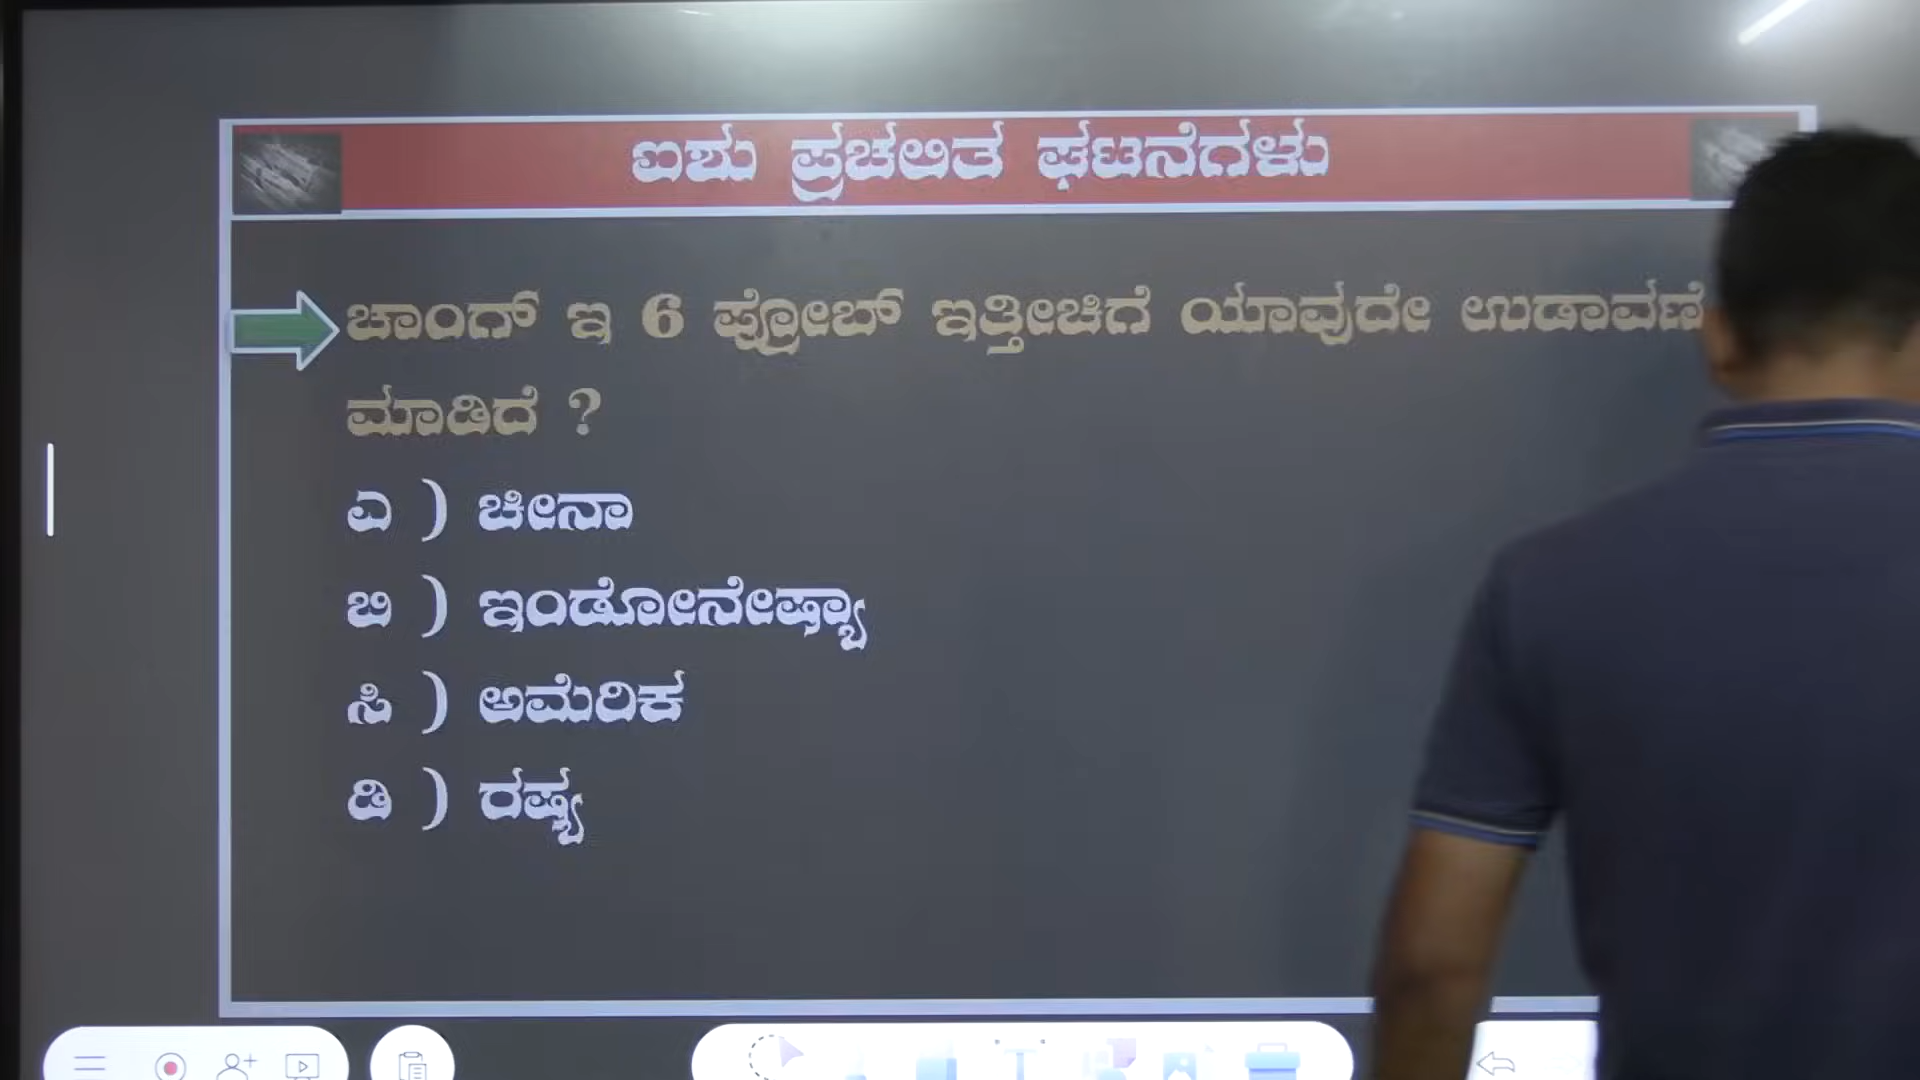 ಐಶು ಪ್ರಚಲಿತ ಘಟನೆಗಳು
ಚಾಂಗ್ ಇ 6 ಪ್ರೋಬ್ ಇತ್ತೀಚಿಗೆ ಯಾವುದೇ ಉಡಾವಣೆ
ಮಾಡಿದೆ ?
ಎ ) ಚೀನಾ
ಬಿ ) ಇಂಡೋನೇಷ್ಯಾ
ಸಿ ) ಅಮೆರಿಕ
ಡಿ ) ರಷ್ಯ